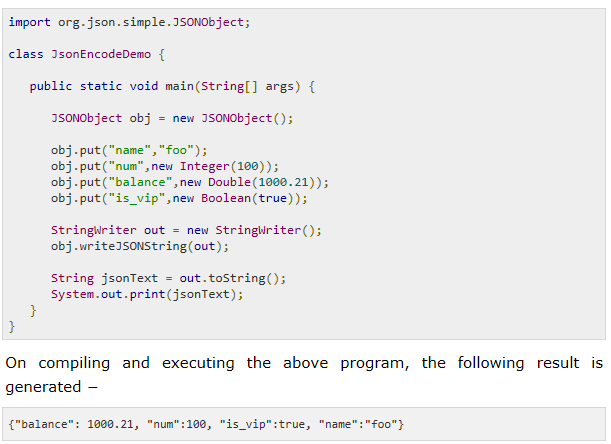 import org.json.simple.JSONObject;
class JsonEncodeDemo {
public static void main(String[] args) {
JSONObject obj = new JSONObject();
obj.put("name","foo");
obj.put("num",new Integer(100));
obj.put("balance",new Double(1000.21));
obj.put("is_vip",new Boolean(true));
StringWriter out = new StringWriter();
obj.writeJSONString(out);
String jsonText = out.toString();
System.out.print(jsonText);
}
}
On compiling and executing the above program, the following result is
generated −
{"balance": 1000.21, "num":100, "is_vip":true, "name":"foo"}